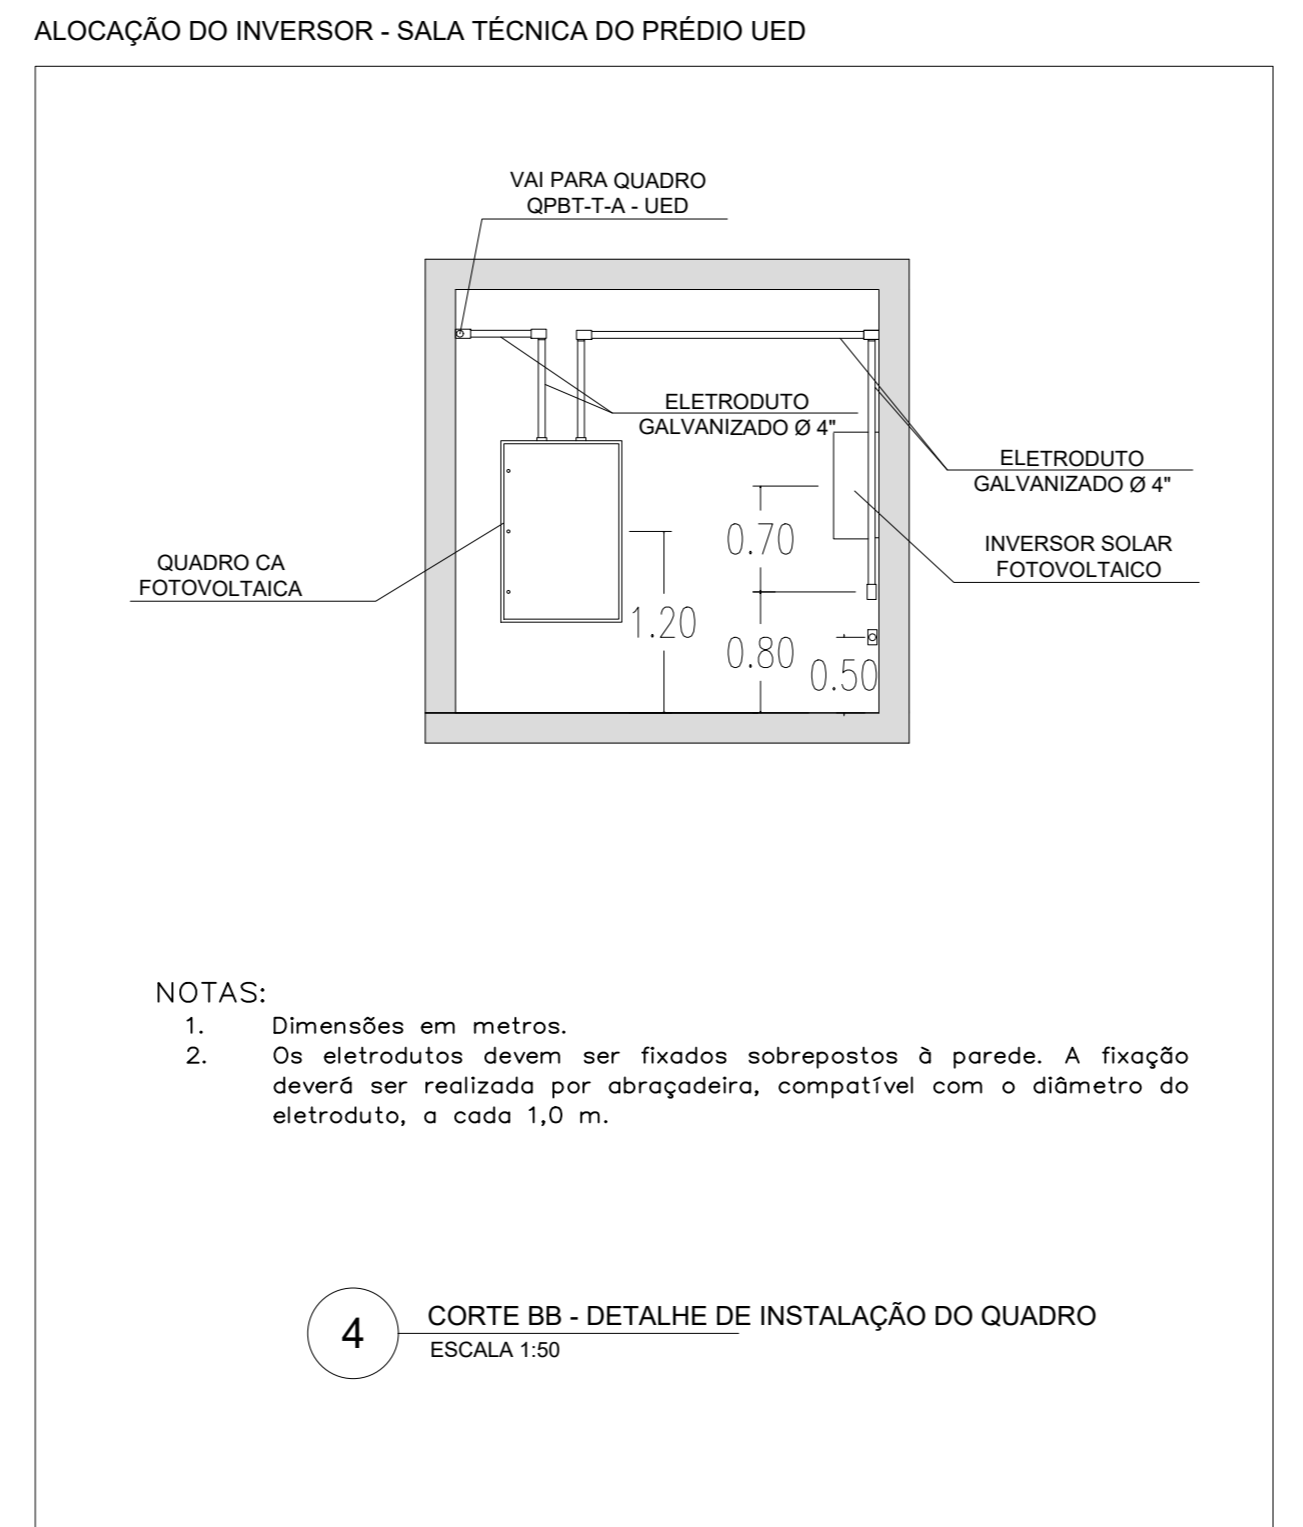 ALOCAÇÃO DO INVERSOR - SALA TÉCNICA DO PRÉDIO UED
VAI PARA QUADRO
QPBT-T-A - UED
ELETRODUTO
GALVANIZADO Ø 4"
ELETRODUTO
GALVANIZADO Ø 4"
INVERSOR SOLAR
FOTOVOLTAICO
QUADRO CA
FOTOVOLTAICA
0.70
1.20
0.80
0.50
NOTAS:
1. Dimensões em metros.
2. Os eletrodutos devem ser fixados sobrepostos à parede. A fixação
deverá ser realizada por abraçadeira, compatível com o diâmetro do
eletroduto, a cada 1,0 m.
4
CORTE BB - DETALHE DE INSTALAÇÃO DO QUADRO
ESCALA 1:50